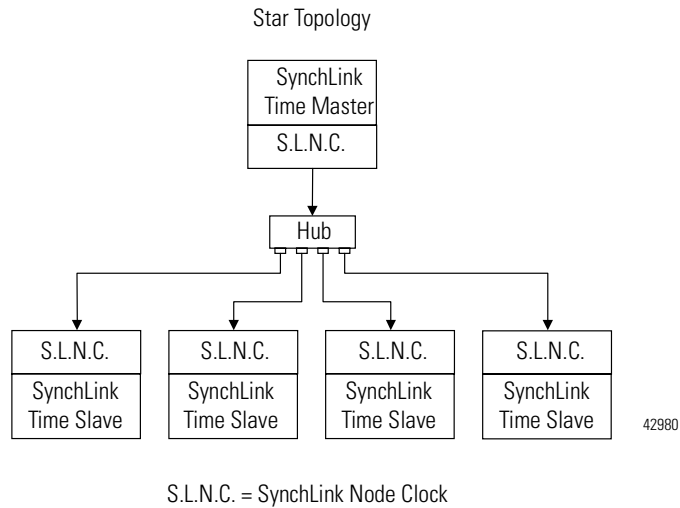 Star Topology
SynchLink
Time Master
S.L.N.C.
Hub
S.L.N.C.
SynchLink
Time Slave
S.L.N.C.
SynchLink
Time Slave
S.L.N.C.
SynchLink
Time Slave
S.L.N.C.
SynchLink
Time Slave
42980
S.L.N.C. = SynchLink Node Clock